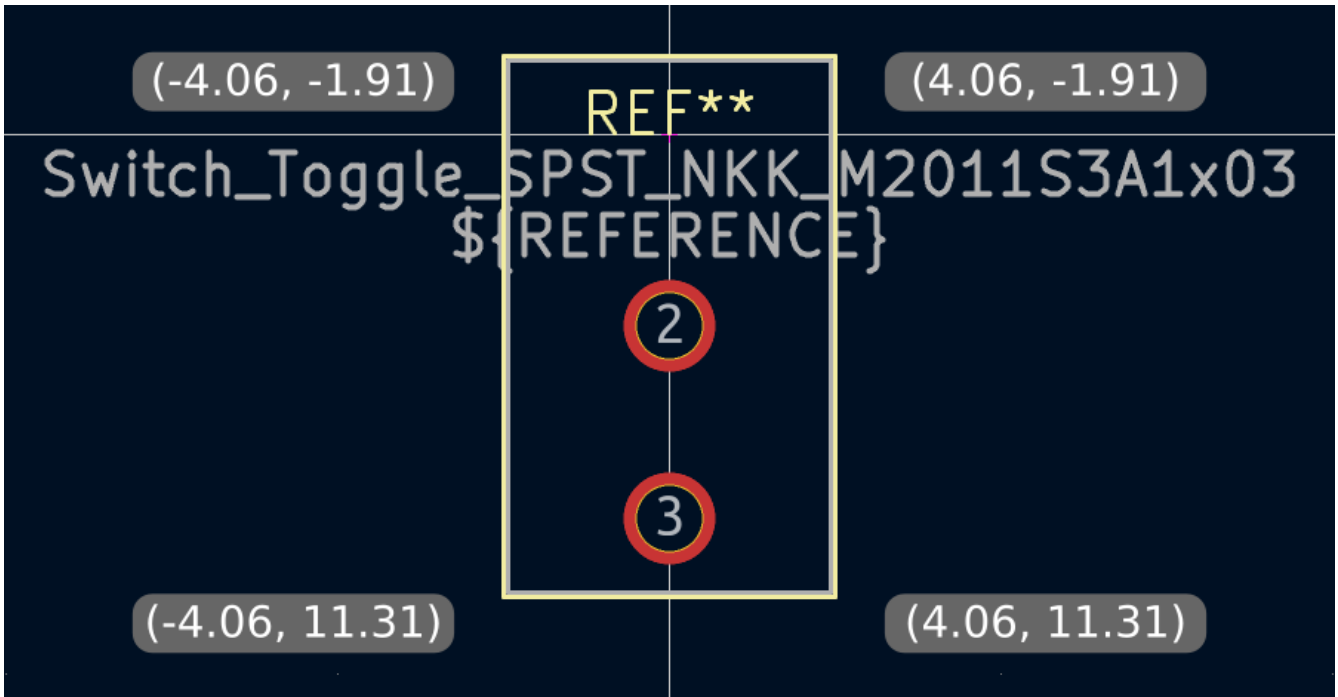 (-4.06, -1.91) (4.06, -1.91)
REF**
Switch_Toggle_SPST_NKK_M2011S3A1x03
${REFERENCE}
2
3
(-4.06, 11.31) (4.06, 11.31)